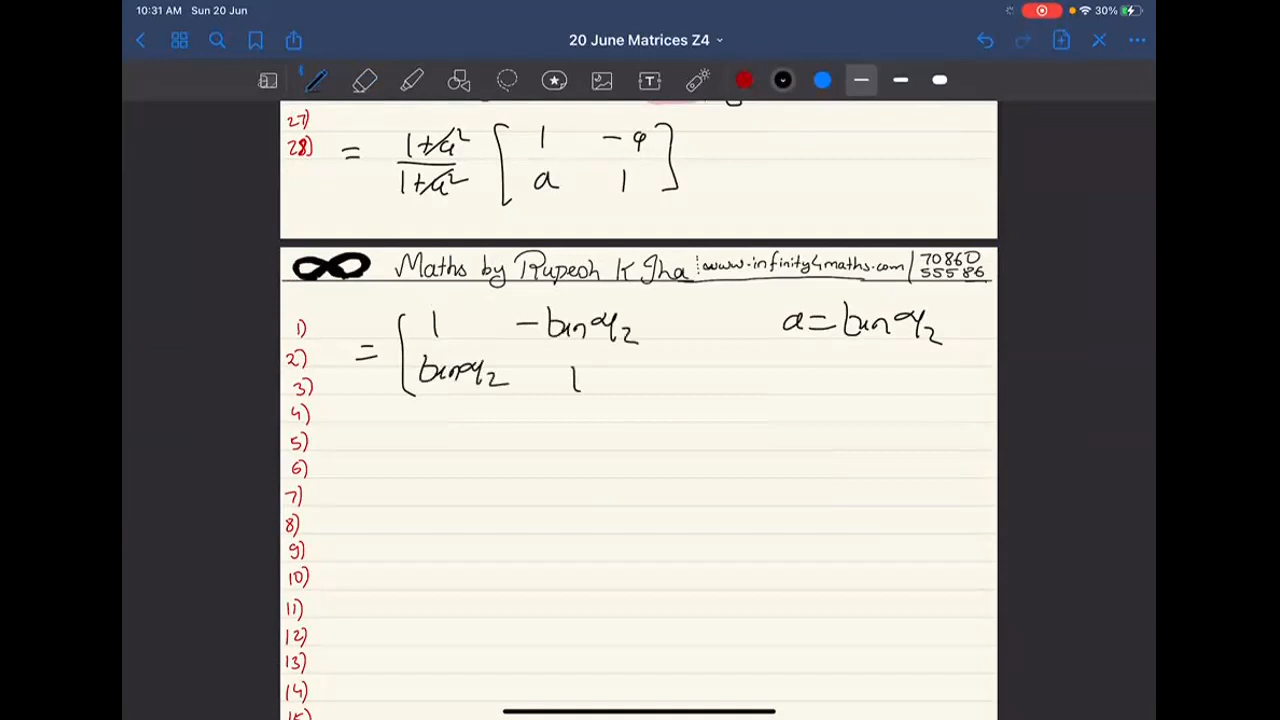 10:31 AM Sun 20 Jun
30%
20 June Matrices Z4
27)
28) = 1+a²/1+a² [ 1 -a
a 1 ]
Maths by Rupesh K Jha www.infinity4maths.com / 70860 55586
1) = [ 1 -tan α/2 a = tan α/2
2) tan α/2 1
3)
4)
5)
6)
7)
8)
9)
10)
11)
12)
13)
14)
15)